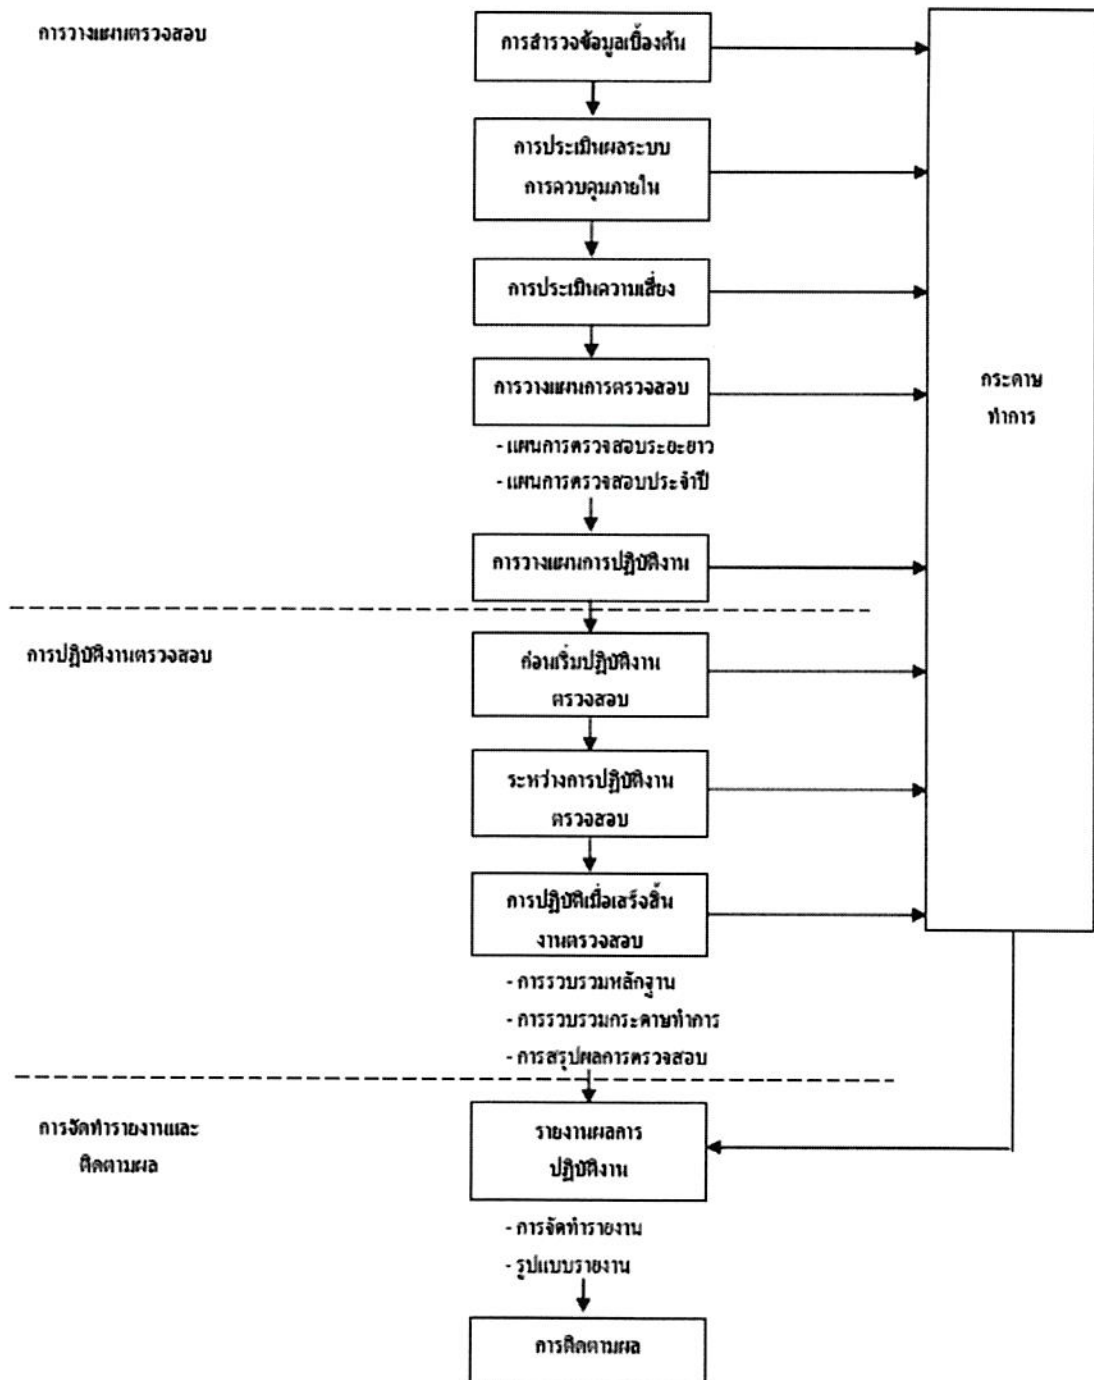 การวางแผนตรวจสอบ
การสำรวจข้อมูลเบื้องต้น
การประเมินผลระบบ
การควบคุมภายใน
การประเมินความเสี่ยง
การวางแผนการตรวจสอบ
- แผนการตรวจสอบระยะยาว
- แผนการตรวจสอบประจำปี
การวางแผนการปฏิบัติงาน
กระดาษ
ทำการ
การปฏิบัติงานตรวจสอบ
ก่อนเริ่มปฏิบัติงาน
ตรวจสอบ
ระหว่างการปฏิบัติงาน
ตรวจสอบ
การปฏิบัติเมื่อเสร็จสิ้น
งานตรวจสอบ
- การรวบรวมหลักฐาน
- การรวบรวมกระดาษทำการ
- การสรุปผลการตรวจสอบ
การจัดทำรายงานและ
ติดตามผล
รายงานผลการ
ปฏิบัติงาน
- การจัดทำรายงาน
- รูปแบบรายงาน
การติดตามผล